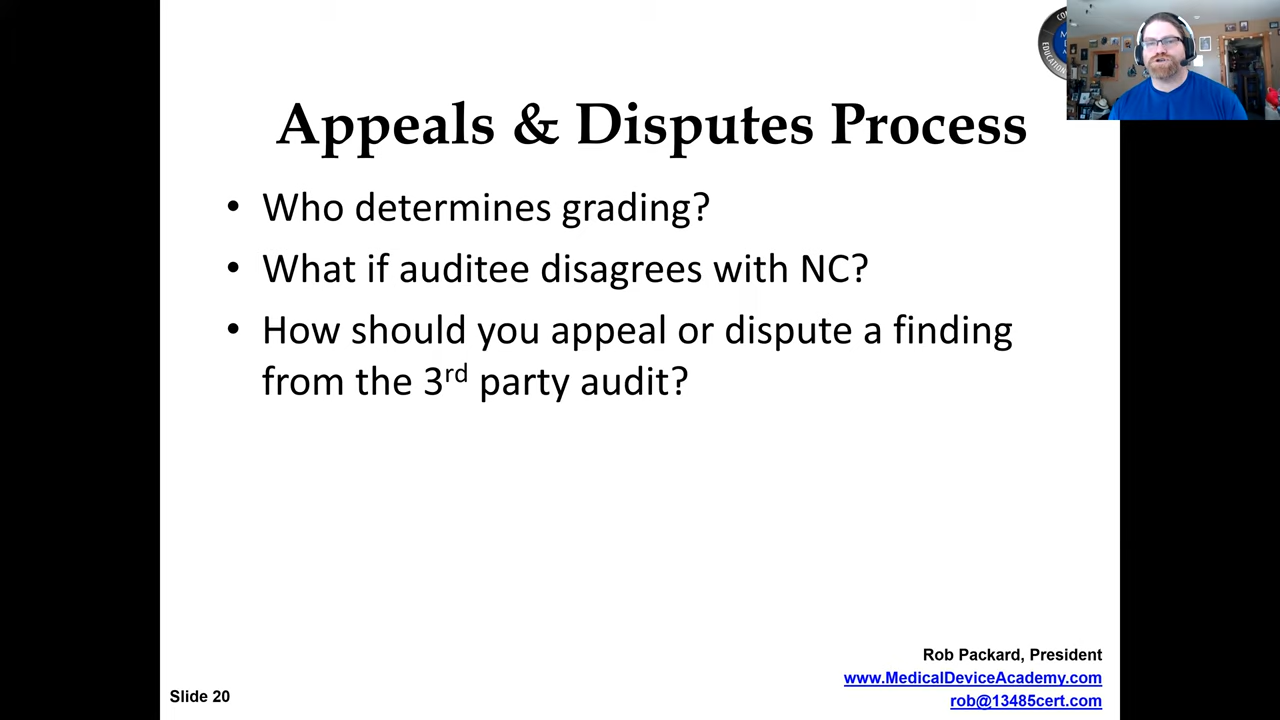 Appeals & Disputes Process
• Who determines grading?
• What if auditee disagrees with NC?
• How should you appeal or dispute a finding
from the 3rd party audit?
Rob Packard, President
www.MedicalDeviceAcademy.com
rob@13485cert.com
Slide 20